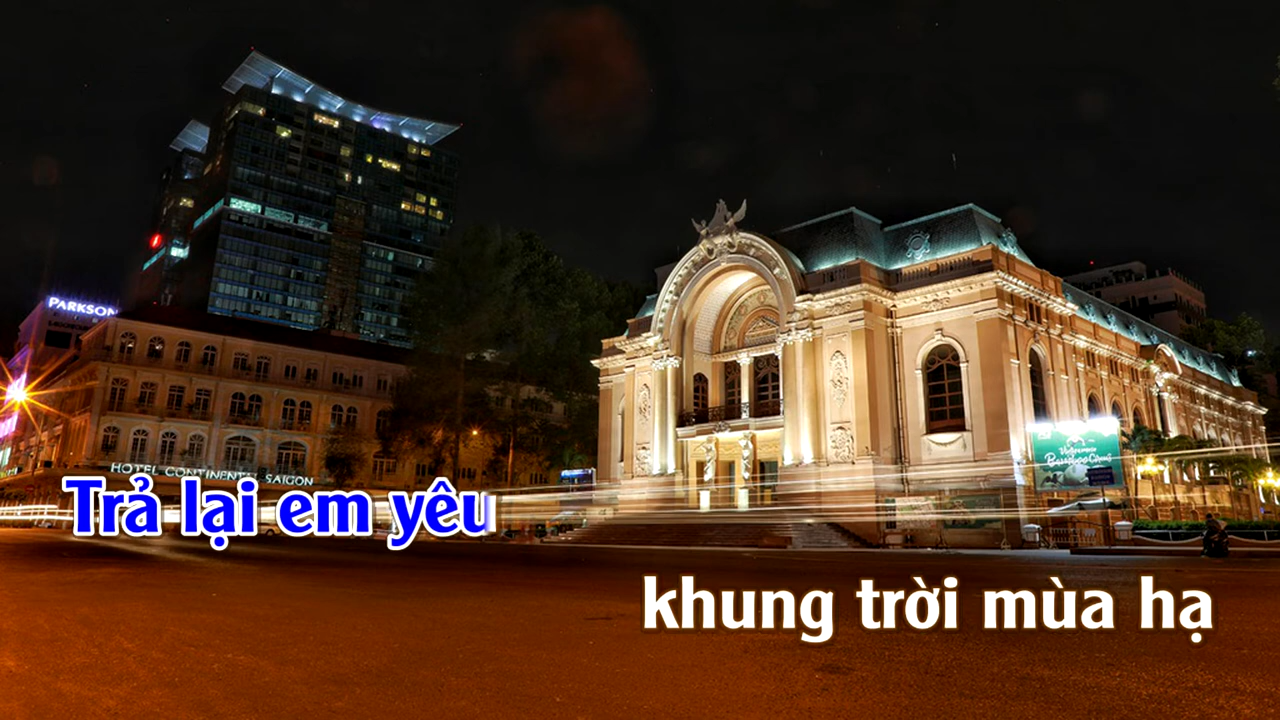 PARKSON
HOTEL CONTINENTAL SAIGON
Trả lại em yêu
khung trời mùa hạ